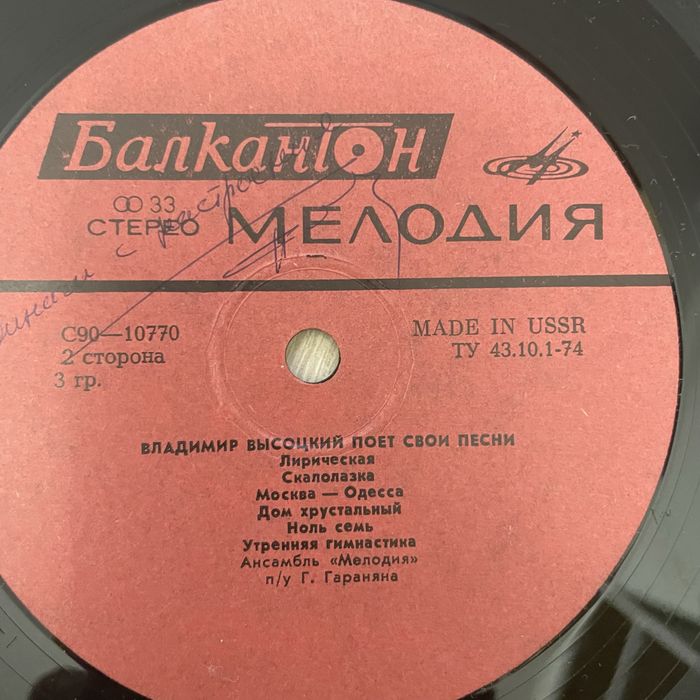 Балкантон
33
СТЕРЕО МЕЛОДИЯ
С90—10770
2 сторона
3 гр.
MADE IN USSR
ТУ 43.10.1-74
ВЛАДИМИР ВЫСОЦКИЙ ПОЕТ СВОИ ПЕСНИ
Лирическая
Скалолазка
Москва — Одесса
Дом хрустальный
Ноль семь
Утренняя гимнастика
Ансамбль «Мелодия»
п/у Г. Гараняна